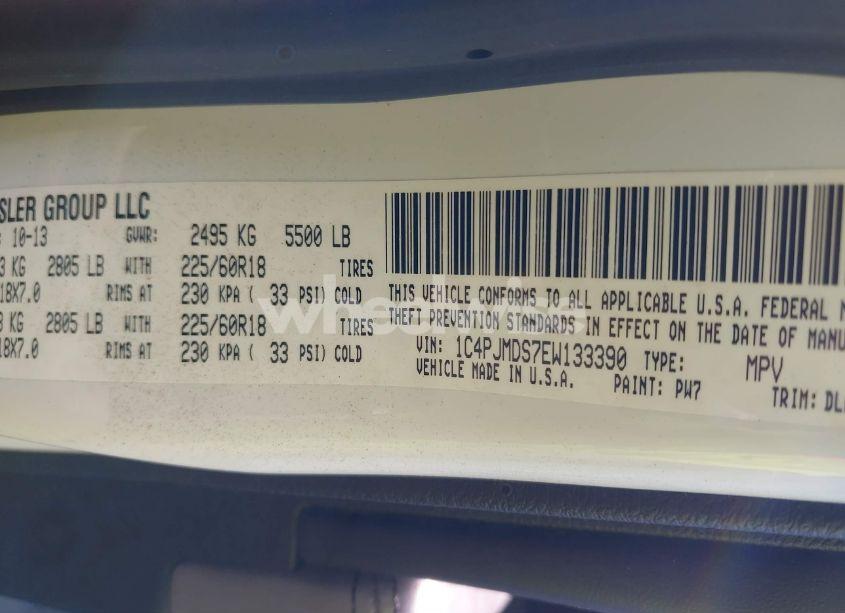 SLER GROUP LLC
: 10-13 GVWR: 2495 KG 5500 LB
3 KG 2805 LB WITH 225/60R18 TIRES
18X7.0 RIMS AT 230 KPA ( 33 PSI) COLD
3 KG 2805 LB WITH 225/60R18 TIRES
18X7.0 RIMS AT 230 KPA ( 33 PSI) COLD
THIS VEHICLE CONFORMS TO ALL APPLICABLE U.S.A. FEDERAL M
THEFT PREVENTION STANDARDS IN EFFECT ON THE DATE OF MANU
VIN: 1C4PJMDS7EW133390 TYPE: MPV
VEHICLE MADE IN U.S.A. PAINT: PW7 TRIM: DL